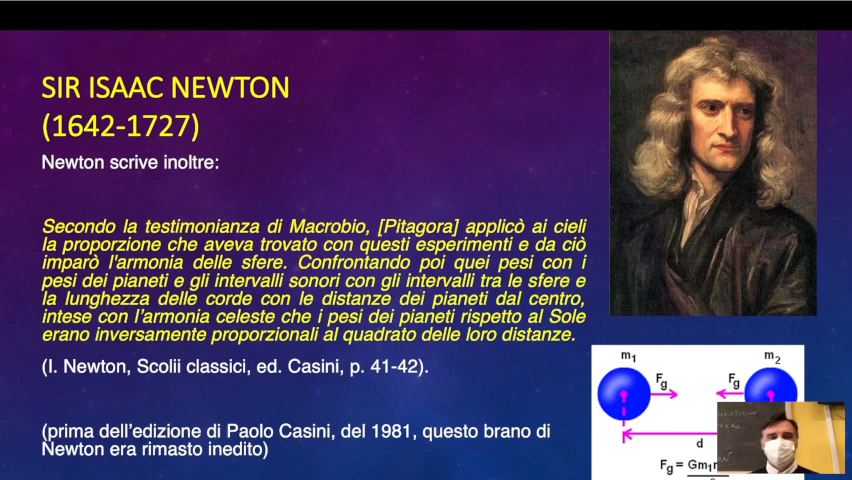 SIR ISAAC NEWTON
(1642-1727)
Newton scrive inoltre:
Secondo la testimonianza di Macrobio, [Pitagora] applicò ai cieli
la proporzione che aveva trovato con questi esperimenti e da ciò
imparò l'armonia delle sfere. Confrontando poi quei pesi con i
pesi dei pianeti e gli intervalli sonori con gli intervalli tra le sfere e
la lunghezza delle corde con le distanze dei pianeti dal centro,
intese con l’armonia celeste che i pesi dei pianeti rispetto al Sole
erano inversamente proporzionali al quadrato delle loro distanze.
(I. Newton, Scolii classici, ed. Casini, p. 41-42).
(prima dell’edizione di Paolo Casini, del 1981, questo brano di
Newton era rimasto inedito)
m1 m2
Fg Fg
d
Fg = Gm1